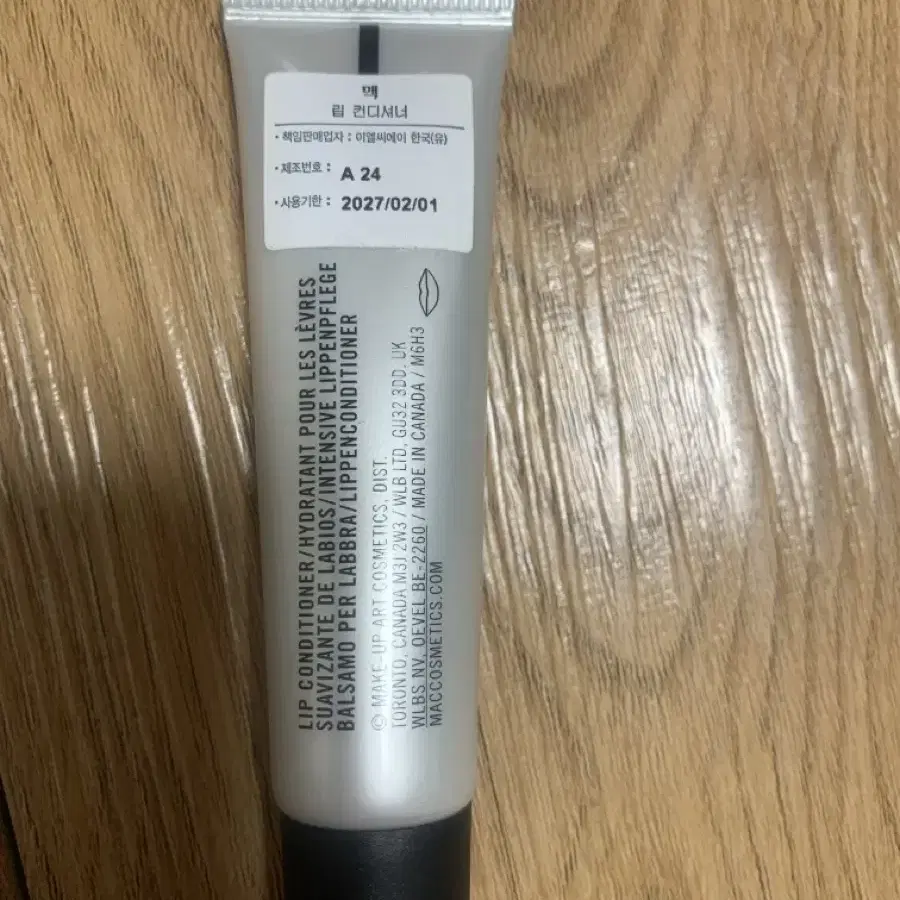 맥
립 컨디셔너
• 책임판매업자 : 이엘씨에이 한국(유)
• 제조번호 : A 24
• 사용기한 : 2027/02/01
LIP CONDITIONER/HYDRATANT POUR LES LÈVRES
SUAVIZANTE DE LABIOS/INTENSIVE LIPPENPFLEGE
BALSAMO PER LABBRA/LIPPENCONDITIONER
© MAKE-UP ART COSMETICS, DIST.
TORONTO, CANADA M3J 2W3 / WLB LTD, GU32 3DD, UK
WLBS NV, OEVEL BE-2260 / MADE IN CANADA / M6H3
MACCOSMETICS.COM